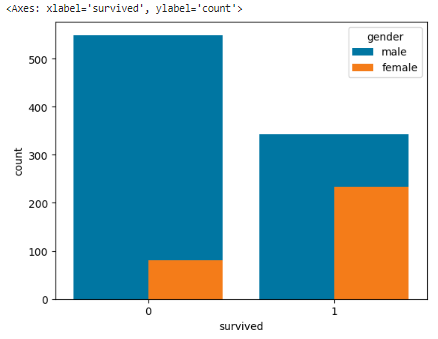 <Axes: xlabel='survived', ylabel='count'>
gender
male
female
500
400
300
200
100
0
count
0
1
survived